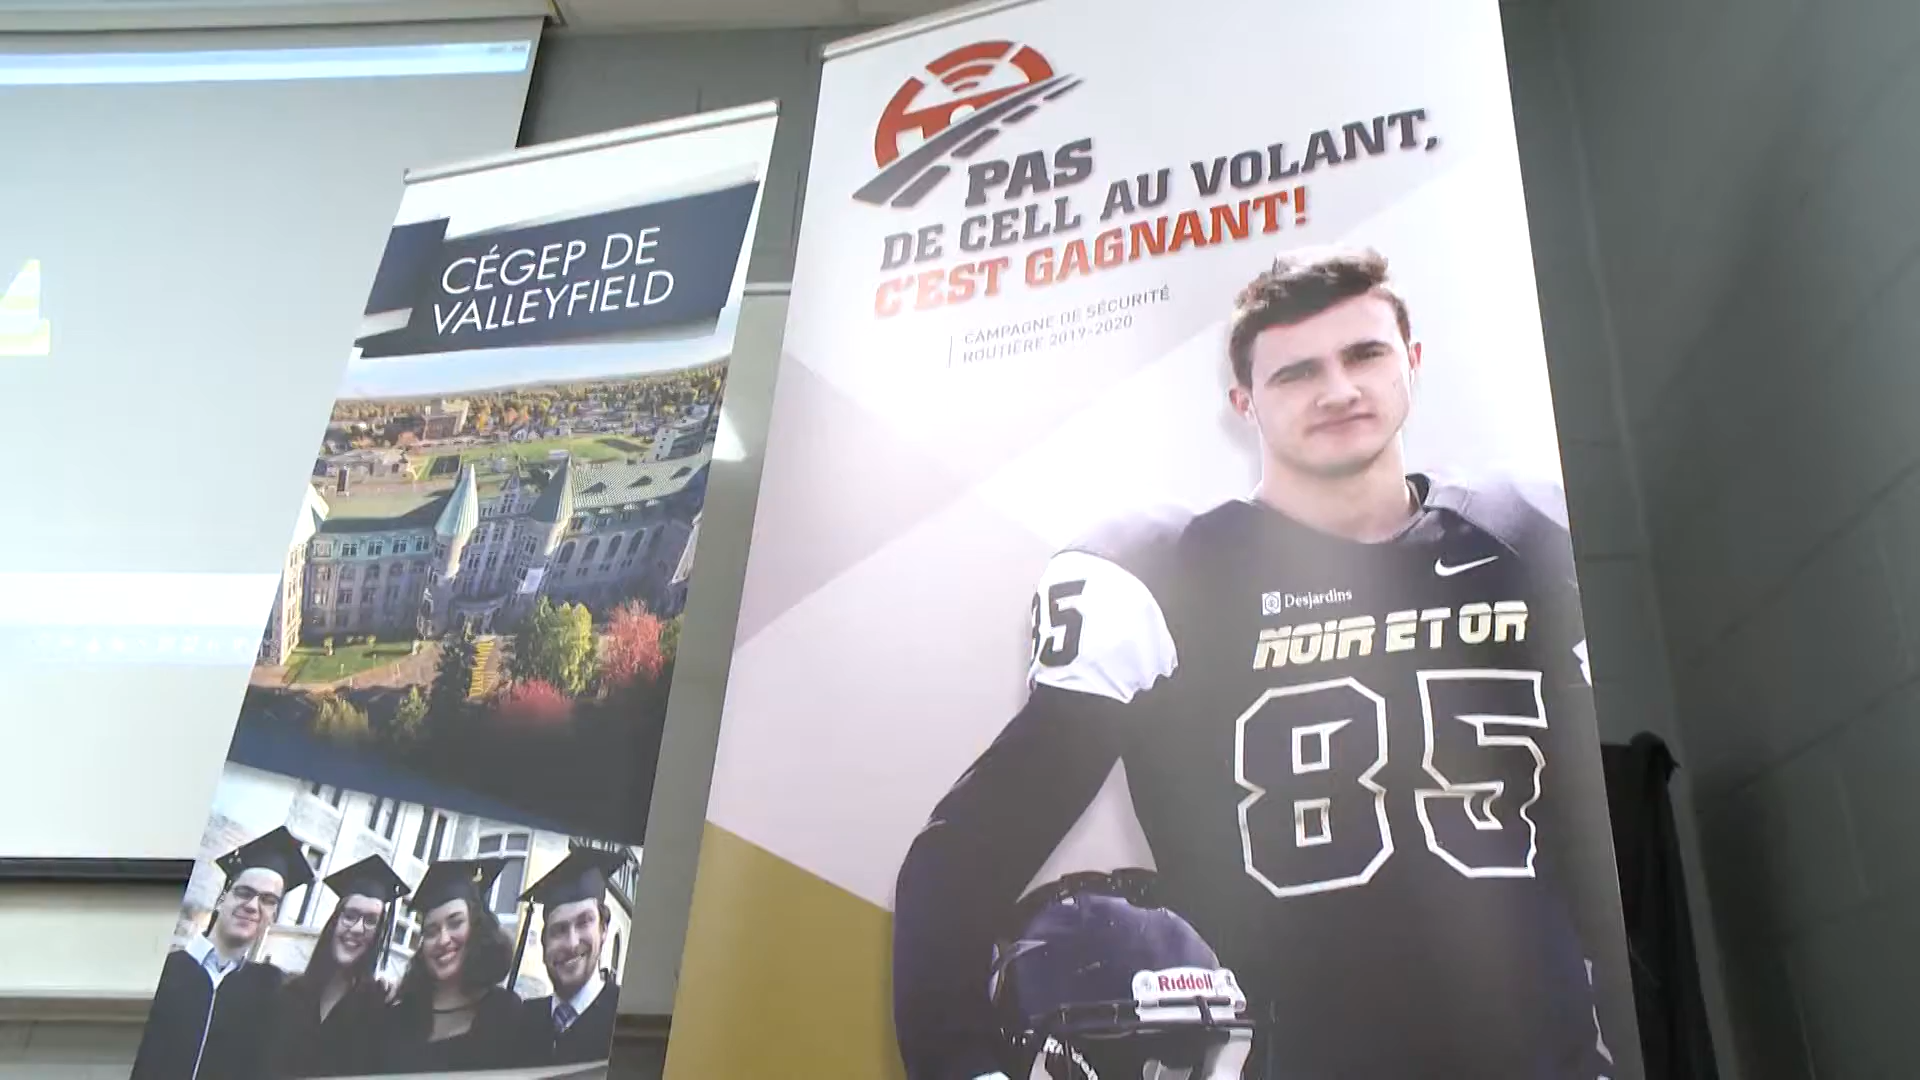 CÉGEP DE
VALLEYFIELD
PAS
DE CELL AU VOLANT,
C'EST GAGNANT!
CAMPAGNE DE SÉCURITÉ
ROUTIÈRE 2019-2020
35
Desjardins
NOIR ET OR
85
Riddell